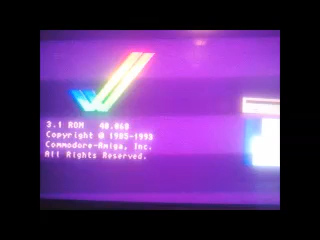 3.1 ROM 40.068
Copyright © 1985-1993
Commodore-Amiga, Inc.
All Rights Reserved.